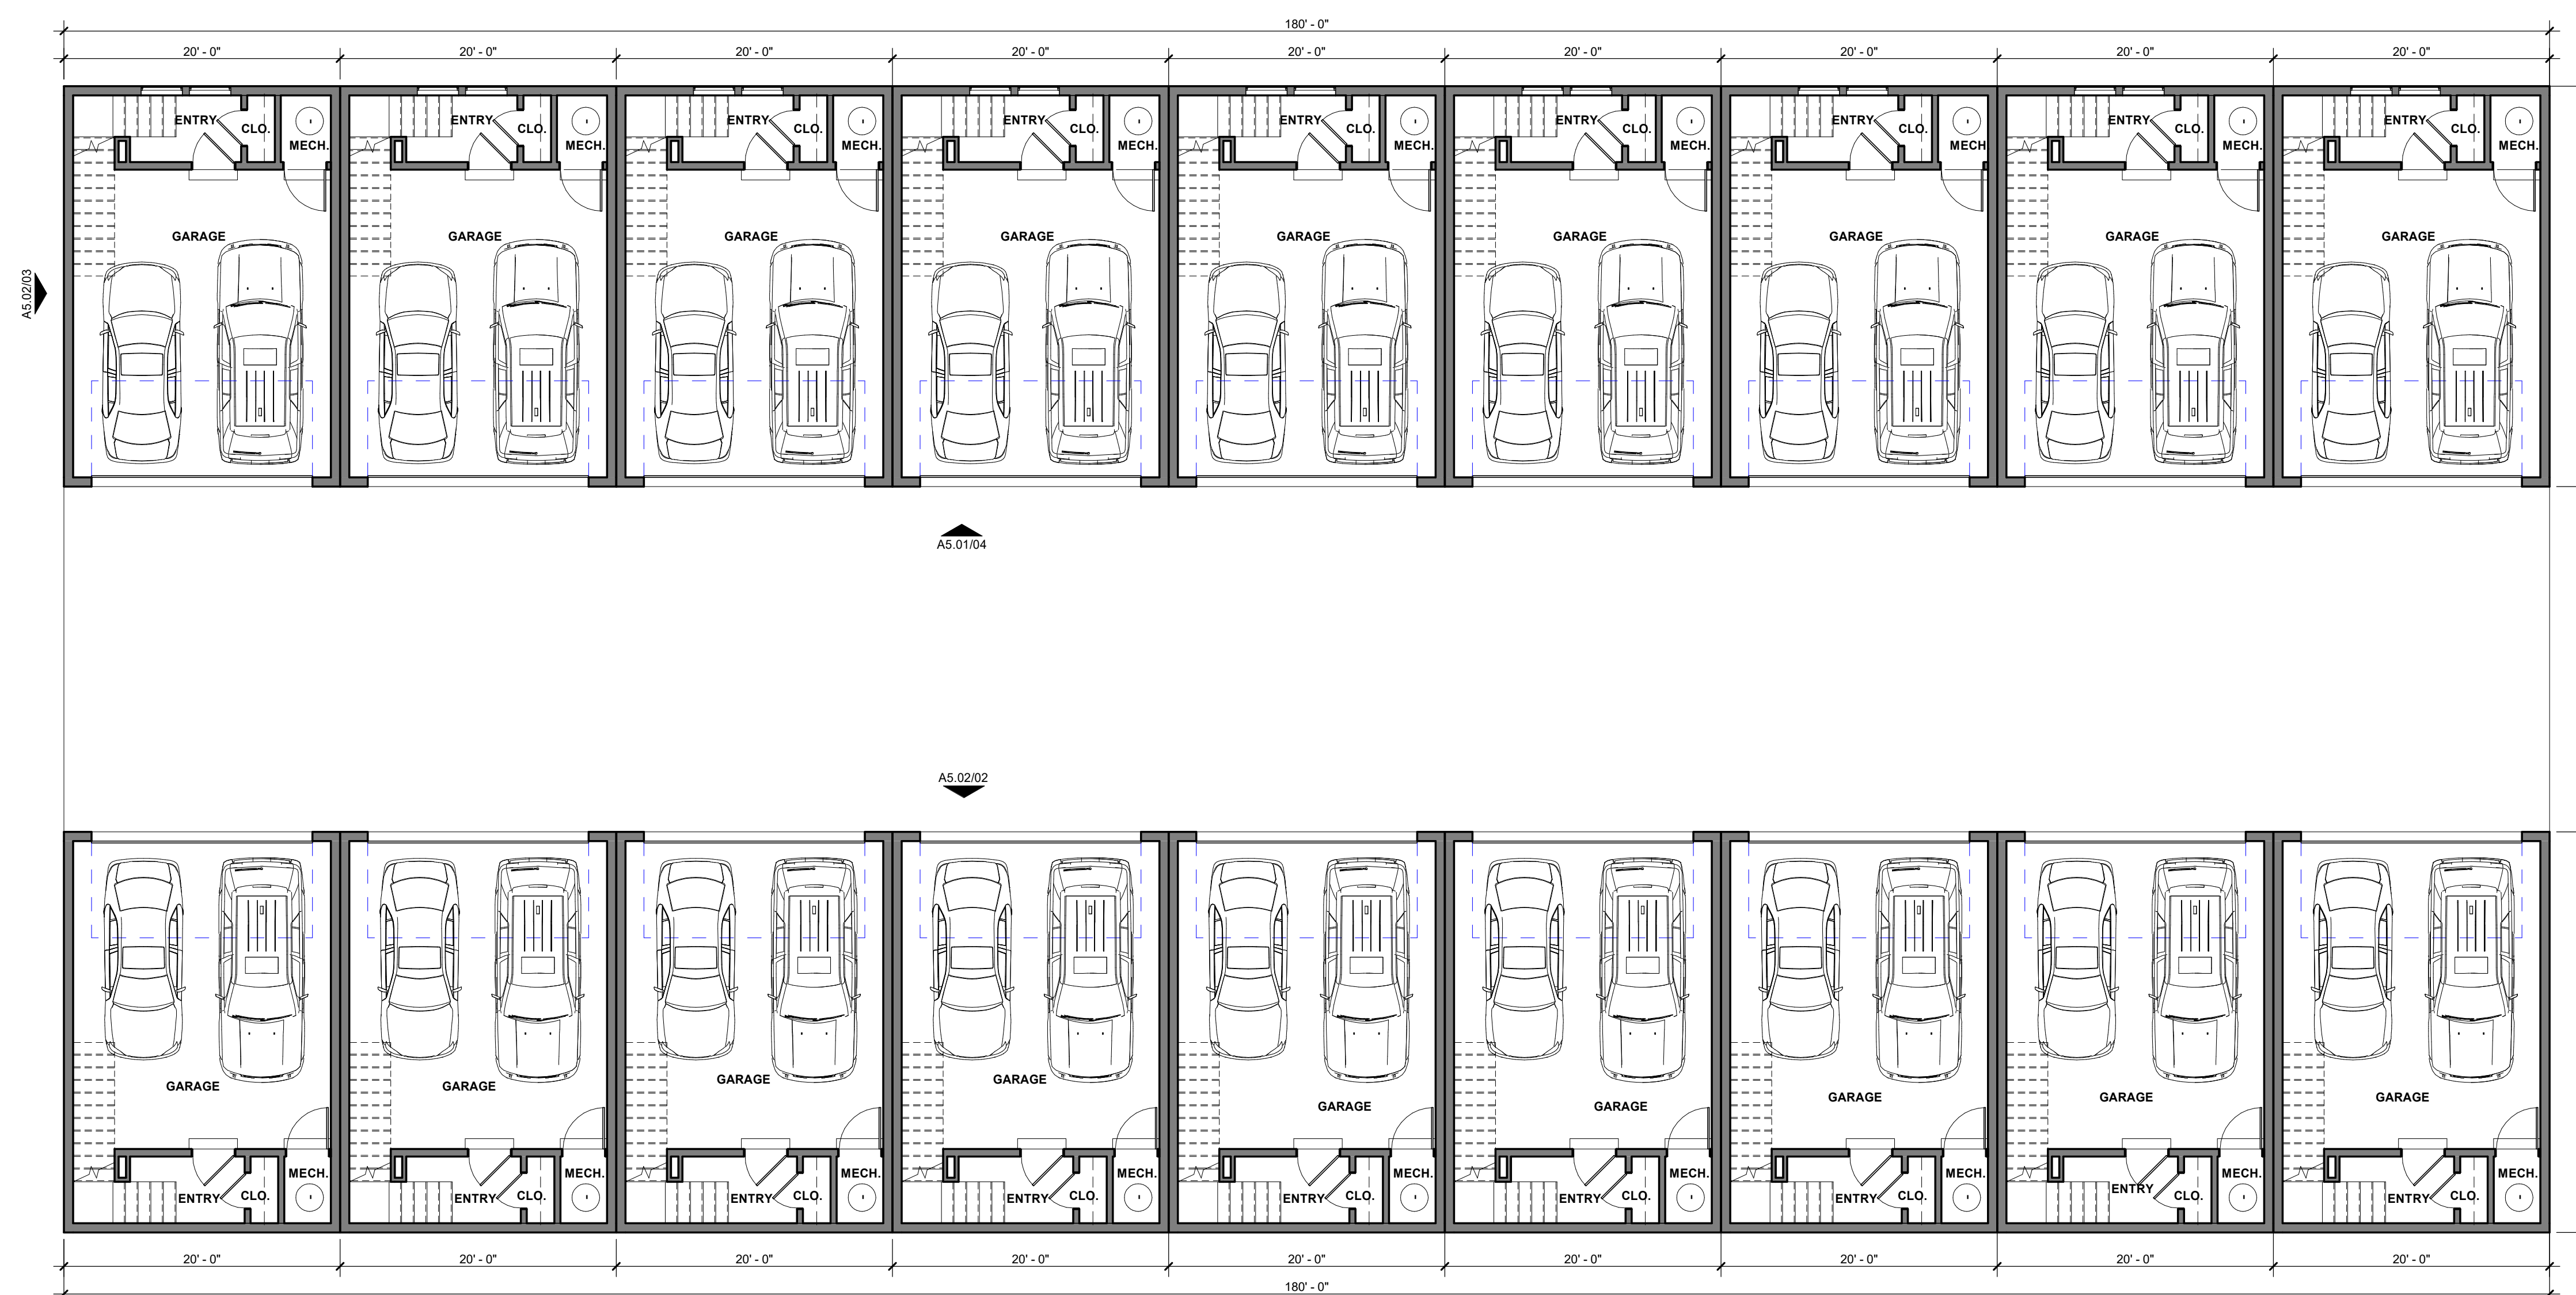 180' - 0"
20' - 0" 20' - 0" 20' - 0" 20' - 0" 20' - 0" 20' - 0" 20' - 0" 20' - 0" 20' - 0"
ENTRY CLO. MECH. ENTRY CLO. MECH. ENTRY CLO. MECH. ENTRY CLO. MECH. ENTRY CLO. MECH. ENTRY CLO. MECH. ENTRY CLO. MECH ENTRY CLO. MECH. ENTRY CLO. MECH.
GARAGE GARAGE GARAGE GARAGE GARAGE GARAGE GARAGE GARAGE GARAGE
A5.02/03
A5.01/04
A5.02/02
GARAGE GARAGE GARAGE GARAGE GARAGE GARAGE GARAGE GARAGE GARAGE
ENTRY CLO. MECH. ENTRY CLO. MECH. ENTRY CLO. MECH. ENTRY CLO. MECH. ENTRY CLO. MECH. ENTRY CLO. MECH. ENTRY CLO. MECH. ENTRY CLO. MECH. ENTRY CLO. MECH.
20' - 0" 20' - 0" 20' - 0" 20' - 0" 20' - 0" 20' - 0" 20' - 0" 20' - 0" 20' - 0"
180' - 0"